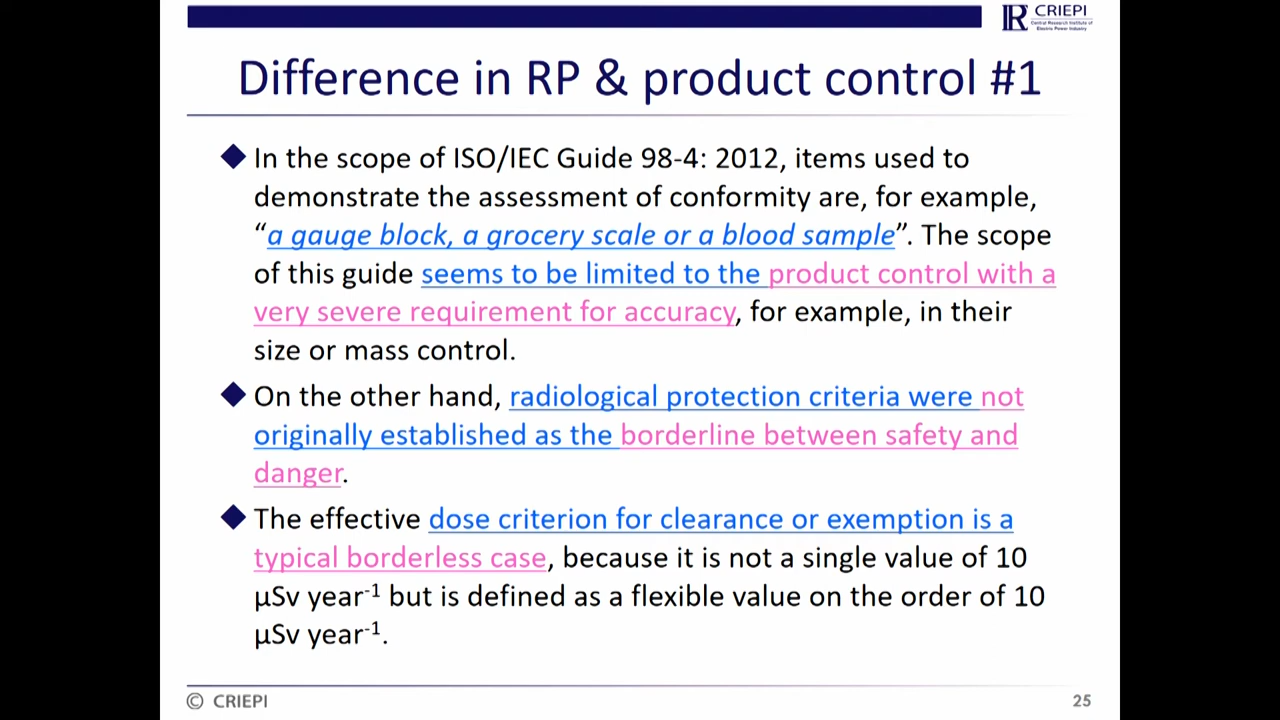 CRIEPI
Central Research Institute of
Electric Power Industry
Difference in RP & product control #1
In the scope of ISO/IEC Guide 98-4: 2012, items used to
demonstrate the assessment of conformity are, for example,
“a gauge block, a grocery scale or a blood sample”. The scope
of this guide seems to be limited to the product control with a
very severe requirement for accuracy, for example, in their
size or mass control.
On the other hand, radiological protection criteria were not
originally established as the borderline between safety and
danger.
The effective dose criterion for clearance or exemption is a
typical borderless case, because it is not a single value of 10
µSv year⁻¹ but is defined as a flexible value on the order of 10
µSv year⁻¹.
© CRIEPI
25